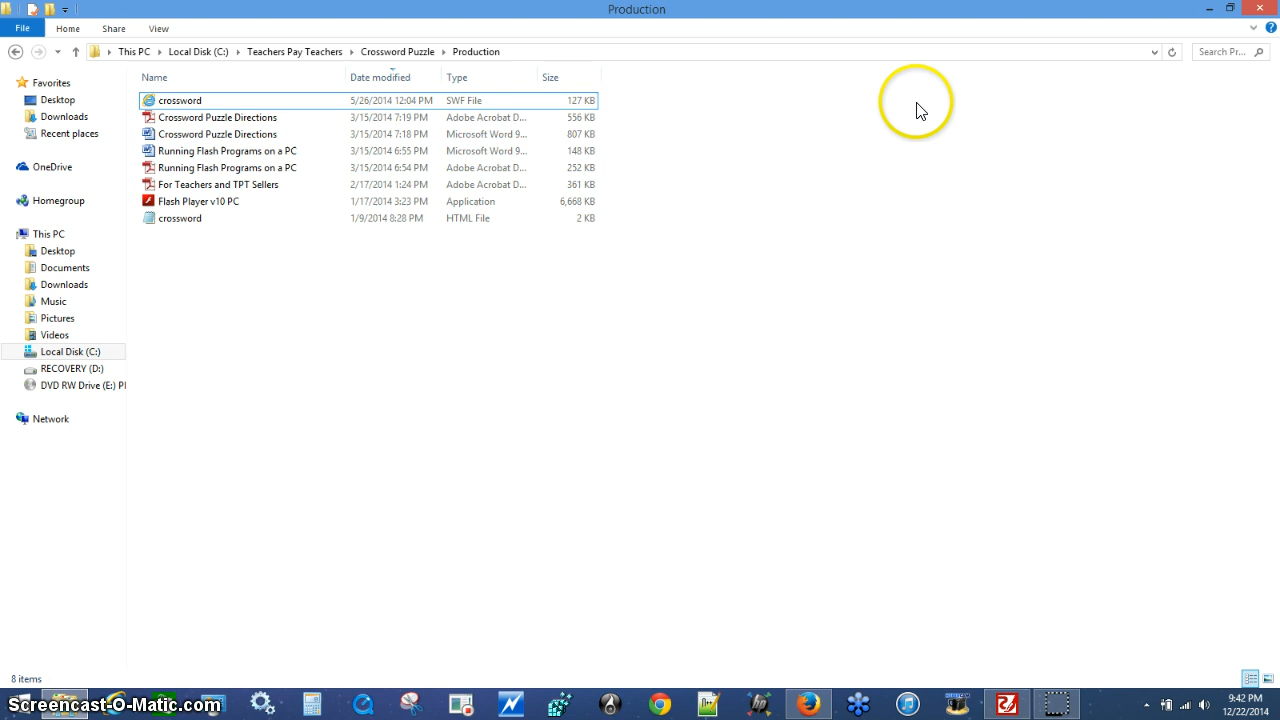 Production
File Home Share View
This PC Local Disk (C:) Teachers Pay Teachers Crossword Puzzle Production Search Pr...
Name Date modified Type Size
Favorites
Desktop
Downloads
Recent places
OneDrive
Homegroup
This PC
Desktop
Documents
Downloads
Music
Pictures
Videos
Local Disk (C:)
RECOVERY (D:)
DVD RW Drive (E:) P
Network
crossword 5/26/2014 12:04 PM SWF File 127 KB
Crossword Puzzle Directions 3/15/2014 7:19 PM Adobe Acrobat D... 556 KB
Crossword Puzzle Directions 3/15/2014 7:18 PM Microsoft Word 9... 807 KB
Running Flash Programs on a PC 3/15/2014 6:55 PM Microsoft Word 9... 148 KB
Running Flash Programs on a PC 3/15/2014 6:54 PM Adobe Acrobat D... 252 KB
For Teachers and TPT Sellers 2/17/2014 1:24 PM Adobe Acrobat D... 361 KB
Flash Player v10 PC 1/17/2014 3:23 PM Application 6,668 KB
crossword 1/9/2014 8:28 PM HTML File 2 KB
8 items
Screencast-O-Matic.com
9:42 PM
12/22/2014